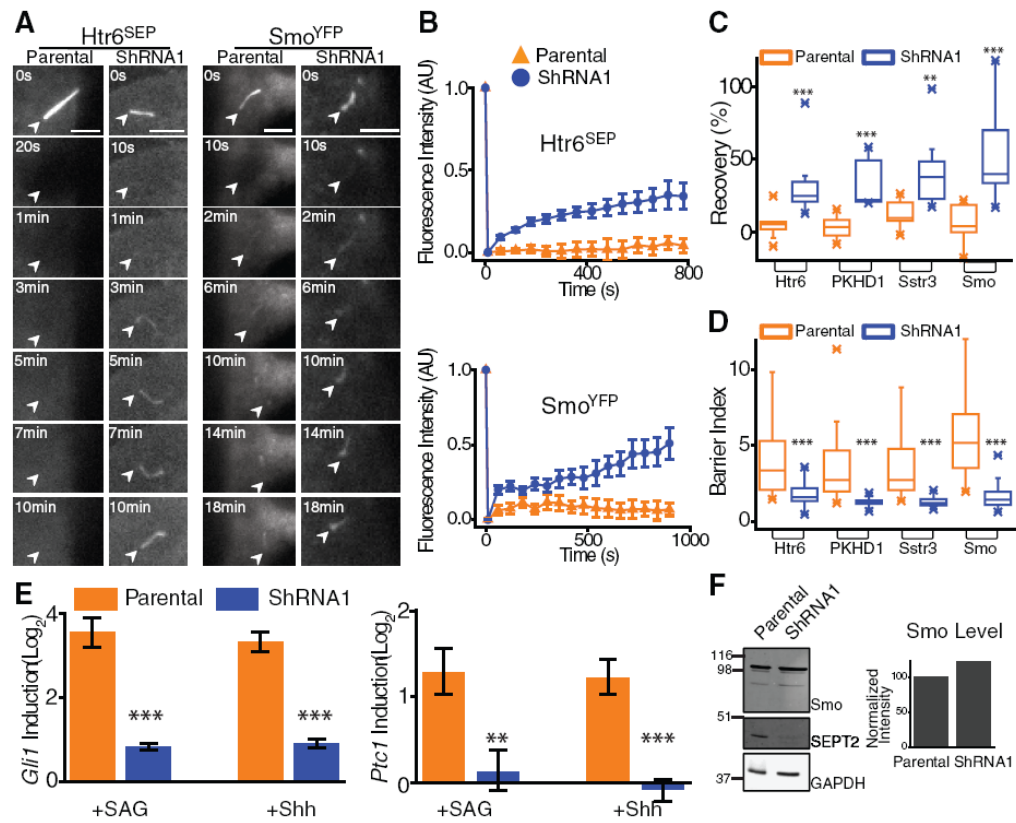 A
Htr6SEP
SmoYFP
Parental ShRNA1
Parental ShRNA1
0s 0s 0s 0s
20s 10s 10s 10s
1min 1min 2min 2min
3min 3min 6min 6min
5min 5min 10min 10min
7min 7min 14min 14min
10min 10min 18min 18min
B
Parental
ShRNA1
Fluorescence Intensity (AU)
1.0
0.5
0.0
Htr6SEP
0 400 800
Time (s)
Fluorescence Intensity (AU)
1.0
0.5
0.0
SmoYFP
0 500 1000
Time (s)
C
Parental ShRNA1
Recovery (%)
100
50
0
*** *** ** ***
Htr6 PKHD1 Sstr3 Smo
D
Parental ShRNA1
Barrier Index
10
5
0
*** *** *** ***
Htr6 PKHD1 Sstr3 Smo
E
Parental ShRNA1
Gli1 Induction(Log2)
4
2
0
*** ***
+SAG +Shh
Ptc1 Induction(Log2)
2
1
0
** ***
+SAG +Shh
F
Parental
ShRNA1
116
98
Smo
51
SEPT2
37
GAPDH
Smo Level
Normalized
Intensity
100
50
0
Parental ShRNA1